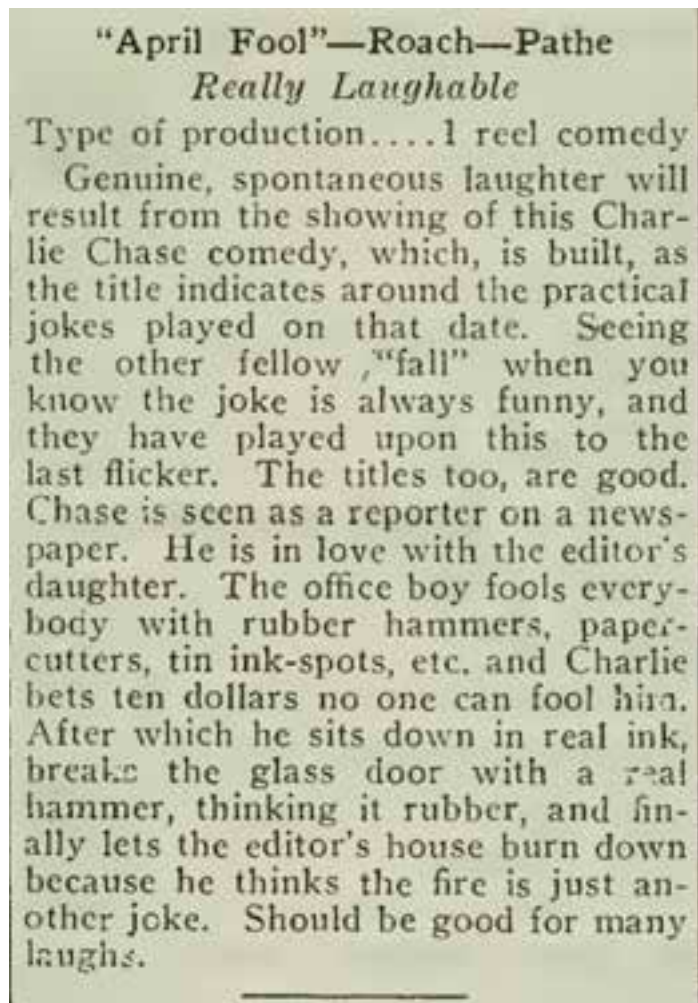 "April Fool"—Roach—Pathe
Really Laughable
Type of production....1 reel comedy
Genuine, spontaneous laughter will
result from the showing of this Char-
lie Chase comedy, which, is built, as
the title indicates around the practical
jokes played on that date. Seeing
the other fellow ,"fall" when you
know the joke is always funny, and
they have played upon this to the
last flicker. The titles too, are good.
Chase is seen as a reporter on a news-
paper. He is in love with the editor's
daughter. The office boy fools every-
body with rubber hammers, paper-
cutters, tin ink-spots, etc. and Charlie
bets ten dollars no one can fool him.
After which he sits down in real ink,
breaks the glass door with a real
hammer, thinking it rubber, and fin-
ally lets the editor's house burn down
because he thinks the fire is just an-
other joke. Should be good for many
laughs.